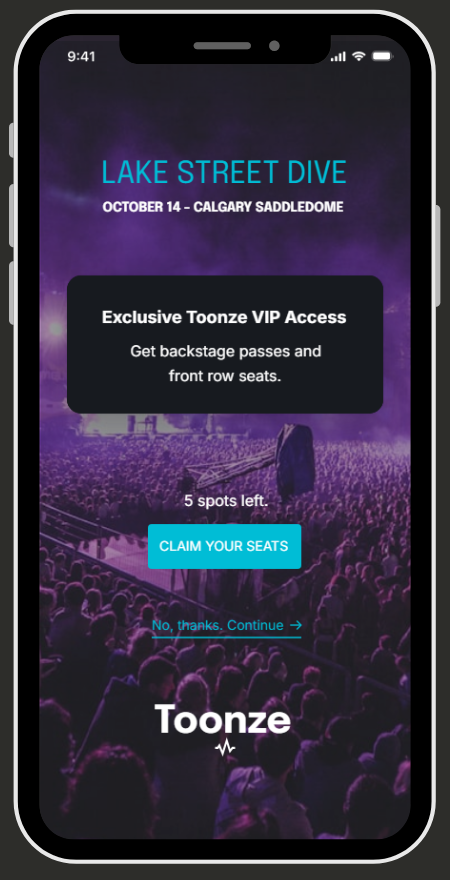 9:41
LAKE STREET DIVE
OCTOBER 14 – CALGARY SADDLEDOME
Exclusive Toonze VIP Access
Get backstage passes and
front row seats.
5 spots left.
CLAIM YOUR SEATS
No, thanks. Continue →
Toonze